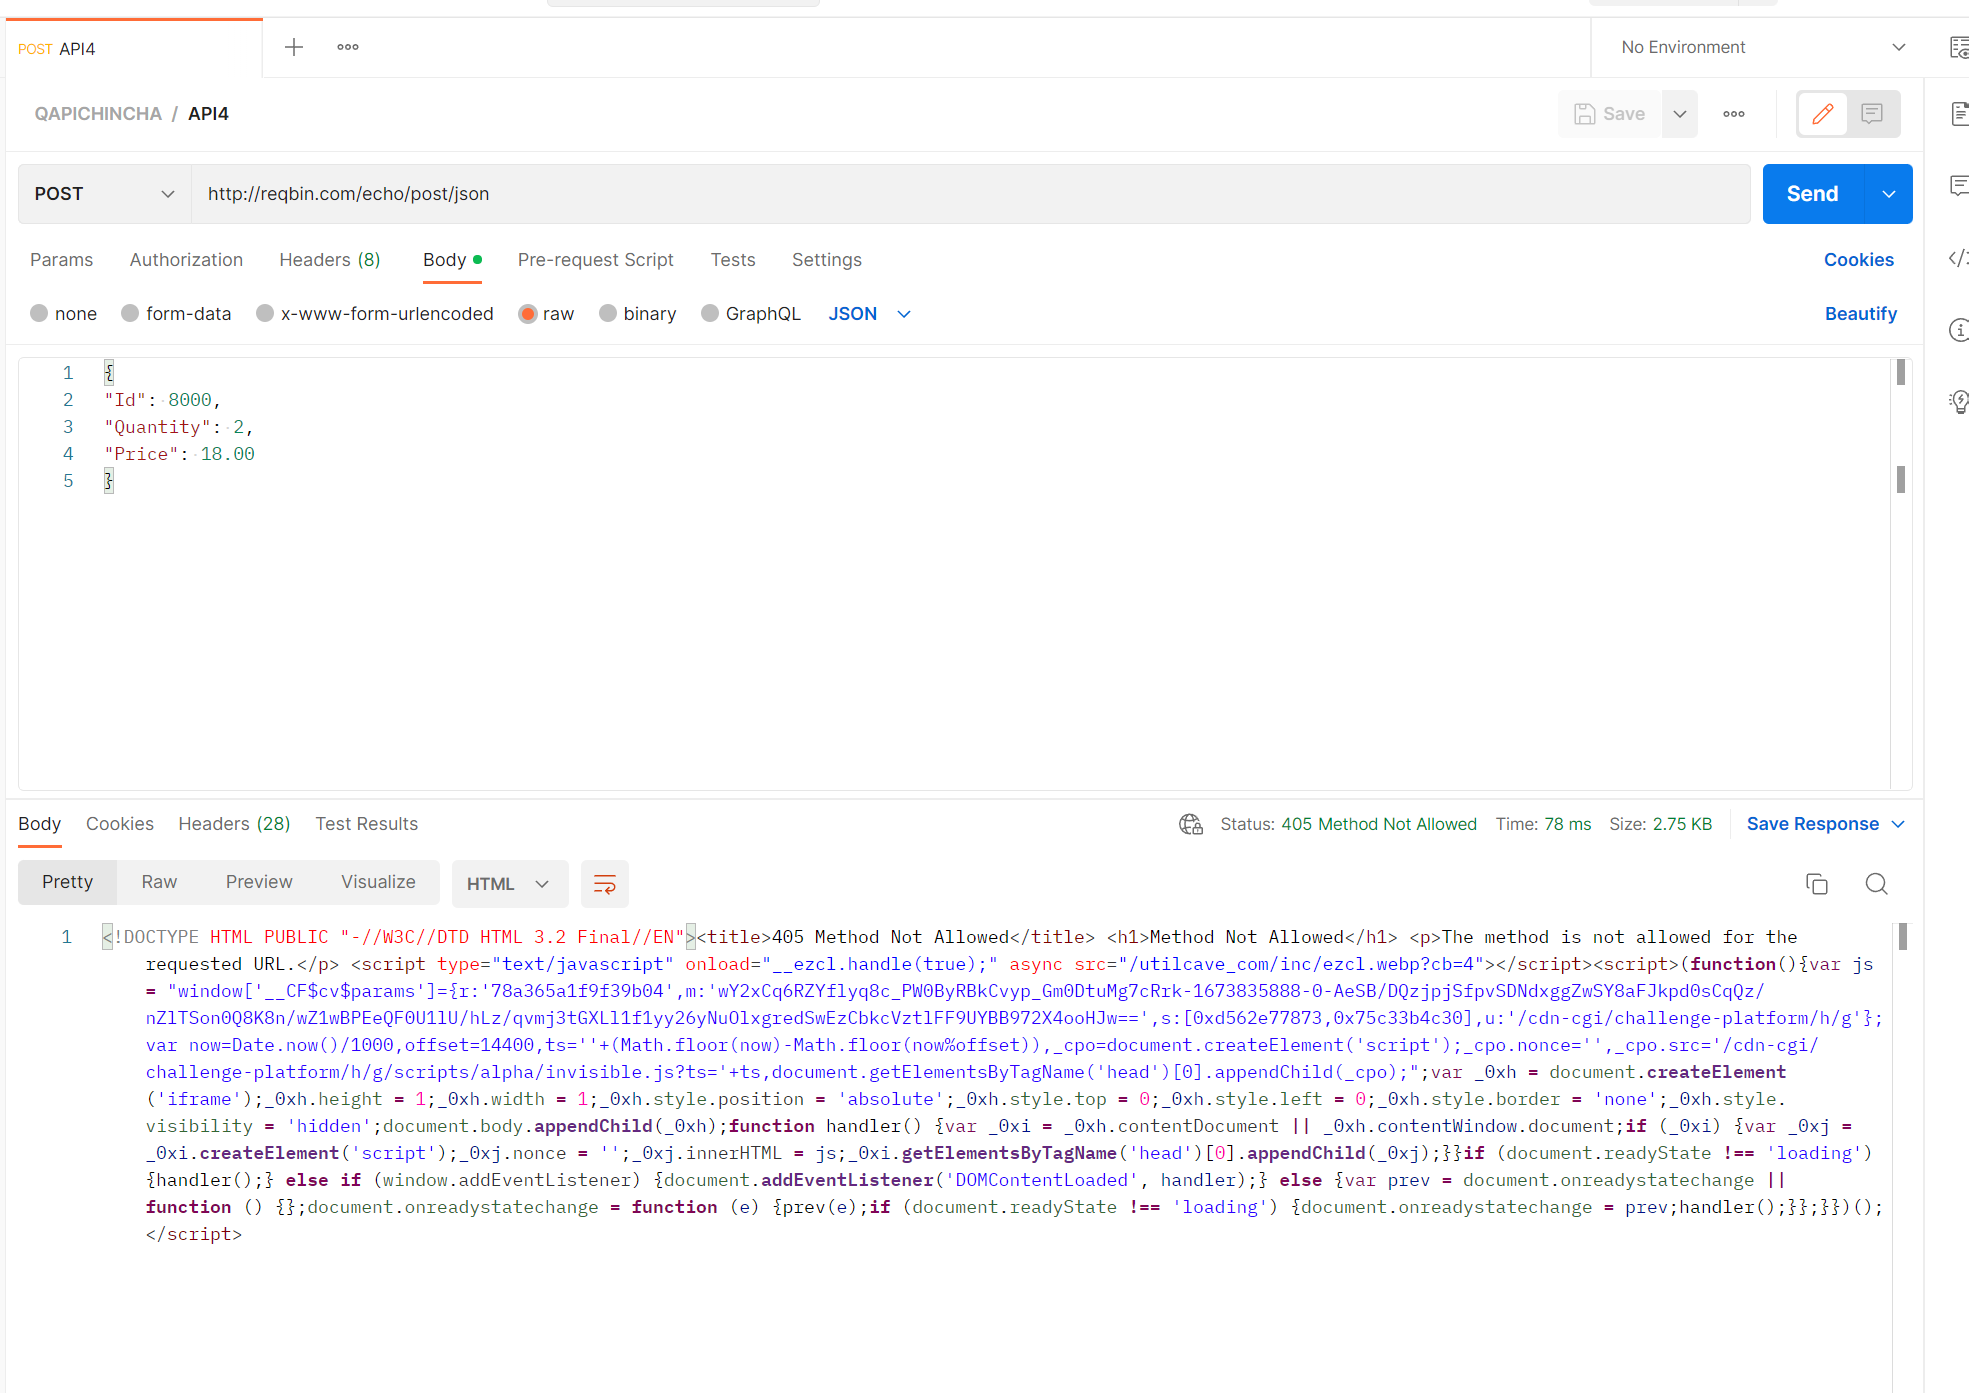 POST API4
No Environment
QAPICHINCHA / API4
Save
POST
http://reqbin.com/echo/post/json
Send
Params Authorization Headers (8) Body Pre-request Script Tests Settings Cookies
none form-data x-www-form-urlencoded raw binary GraphQL JSON Beautify
1 {
2 "Id": 8000,
3 "Quantity": 2,
4 "Price": 18.00
5 }
Body Cookies Headers (28) Test Results Status: 405 Method Not Allowed Time: 78 ms Size: 2.75 KB Save Response
Pretty Raw Preview Visualize HTML
1 <!DOCTYPE HTML PUBLIC "-//W3C//DTD HTML 3.2 Final//EN"><title>405 Method Not Allowed</title> <h1>Method Not Allowed</h1> <p>The method is not allowed for the
requested URL.</p> <script type="text/javascript" onload="__ezcl.handle(true);" async src="/utilcave_com/inc/ezcl.webp?cb=4"></script><script>(function(){var js
= "window['__CF$cv$params']={r:'78a365a1f9f39b04',m:'wY2xCq6RZYflyq8c_PW0ByRBkCvyp_Gm0DtuMg7cRrk-1673835888-0-AeSB/DQzjpjSfpvSDNdxggZwSY8aFJkpd0sCqQz/
nZlTSon0Q8K8n/wZ1wBPEeQF0U1lU/hLz/qvmj3tGXLl1f1yy26yNuOlxgredSwEzCbkcVztlFF9UYBB972X4ooHJw==',s:[0xd562e77873,0x75c33b4c30],u:'/cdn-cgi/challenge-platform/h/g'};
var now=Date.now()/1000,offset=14400,ts=''+(Math.floor(now)-Math.floor(now%offset)),_cpo=document.createElement('script');_cpo.nonce='',_cpo.src='/cdn-cgi/
challenge-platform/h/g/scripts/alpha/invisible.js?ts='+ts,document.getElementsByTagName('head')[0].appendChild(_cpo);";var _0xh = document.createElement
('iframe');_0xh.height = 1;_0xh.width = 1;_0xh.style.position = 'absolute';_0xh.style.top = 0;_0xh.style.left = 0;_0xh.style.border = 'none';_0xh.style.
visibility = 'hidden';document.body.appendChild(_0xh);function handler() {var _0xi = _0xh.contentDocument || _0xh.contentWindow.document;if (_0xi) {var _0xj =
_0xi.createElement('script');_0xj.nonce = '';_0xj.innerHTML = js;_0xi.getElementsByTagName('head')[0].appendChild(_0xj);}}if (document.readyState !== 'loading')
{handler();} else if (window.addEventListener) {document.addEventListener('DOMContentLoaded', handler);} else {var prev = document.onreadystatechange ||
function () {};document.onreadystatechange = function (e) {prev(e);if (document.readyState !== 'loading') {document.onreadystatechange = prev;handler();}};}})();
</script>